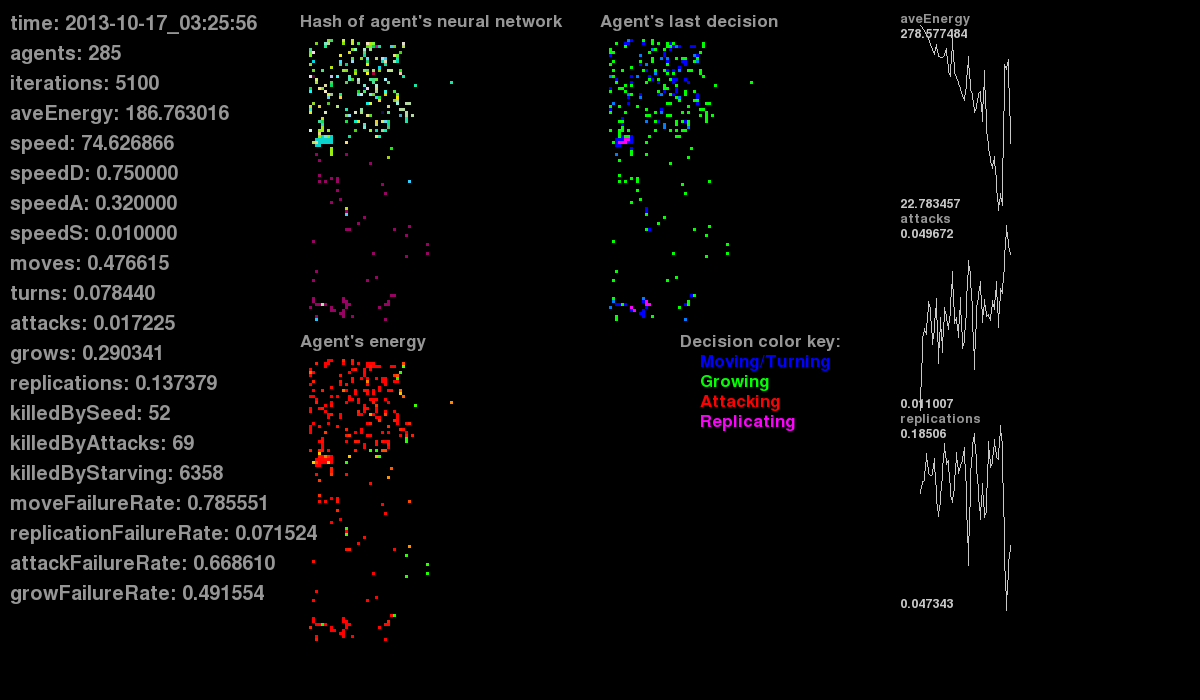 time: 2013-10-17_03:25:56
agents: 285
iterations: 5100
aveEnergy: 186.763016
speed: 74.626866
speedD: 0.750000
speedA: 0.320000
speedS: 0.010000
moves: 0.476615
turns: 0.078440
attacks: 0.017225
grows: 0.290341
replications: 0.137379
killedBySeed: 52
killedByAttacks: 69
killedByStarving: 6358
moveFailureRate: 0.785551
replicationFailureRate: 0.071524
attackFailureRate: 0.668610
growFailureRate: 0.491554
Hash of agent's neural network
Agent's energy
Agent's last decision
Decision color key:
Moving/Turning
Growing
Attacking
Replicating
aveEnergy
278.577484
22.783457
attacks
0.049672
0.011007
replications
0.18506
0.047343